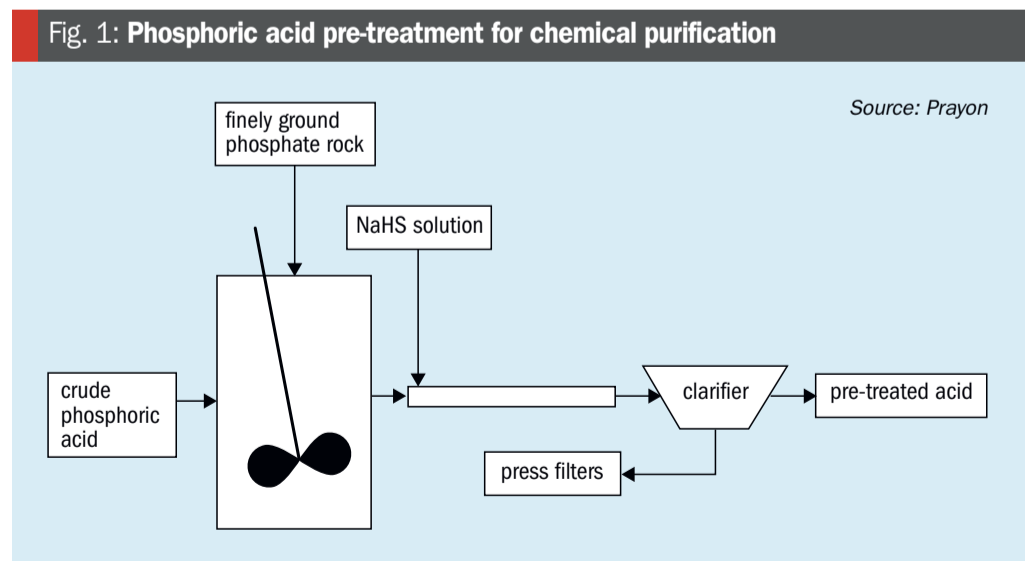 Fig. 1: Phosphoric acid pre-treatment for chemical purification
Source: Prayon
finely ground
phosphate rock
NaHS solution
crude
phosphoric
acid
clarifier
pre-treated acid
press filters